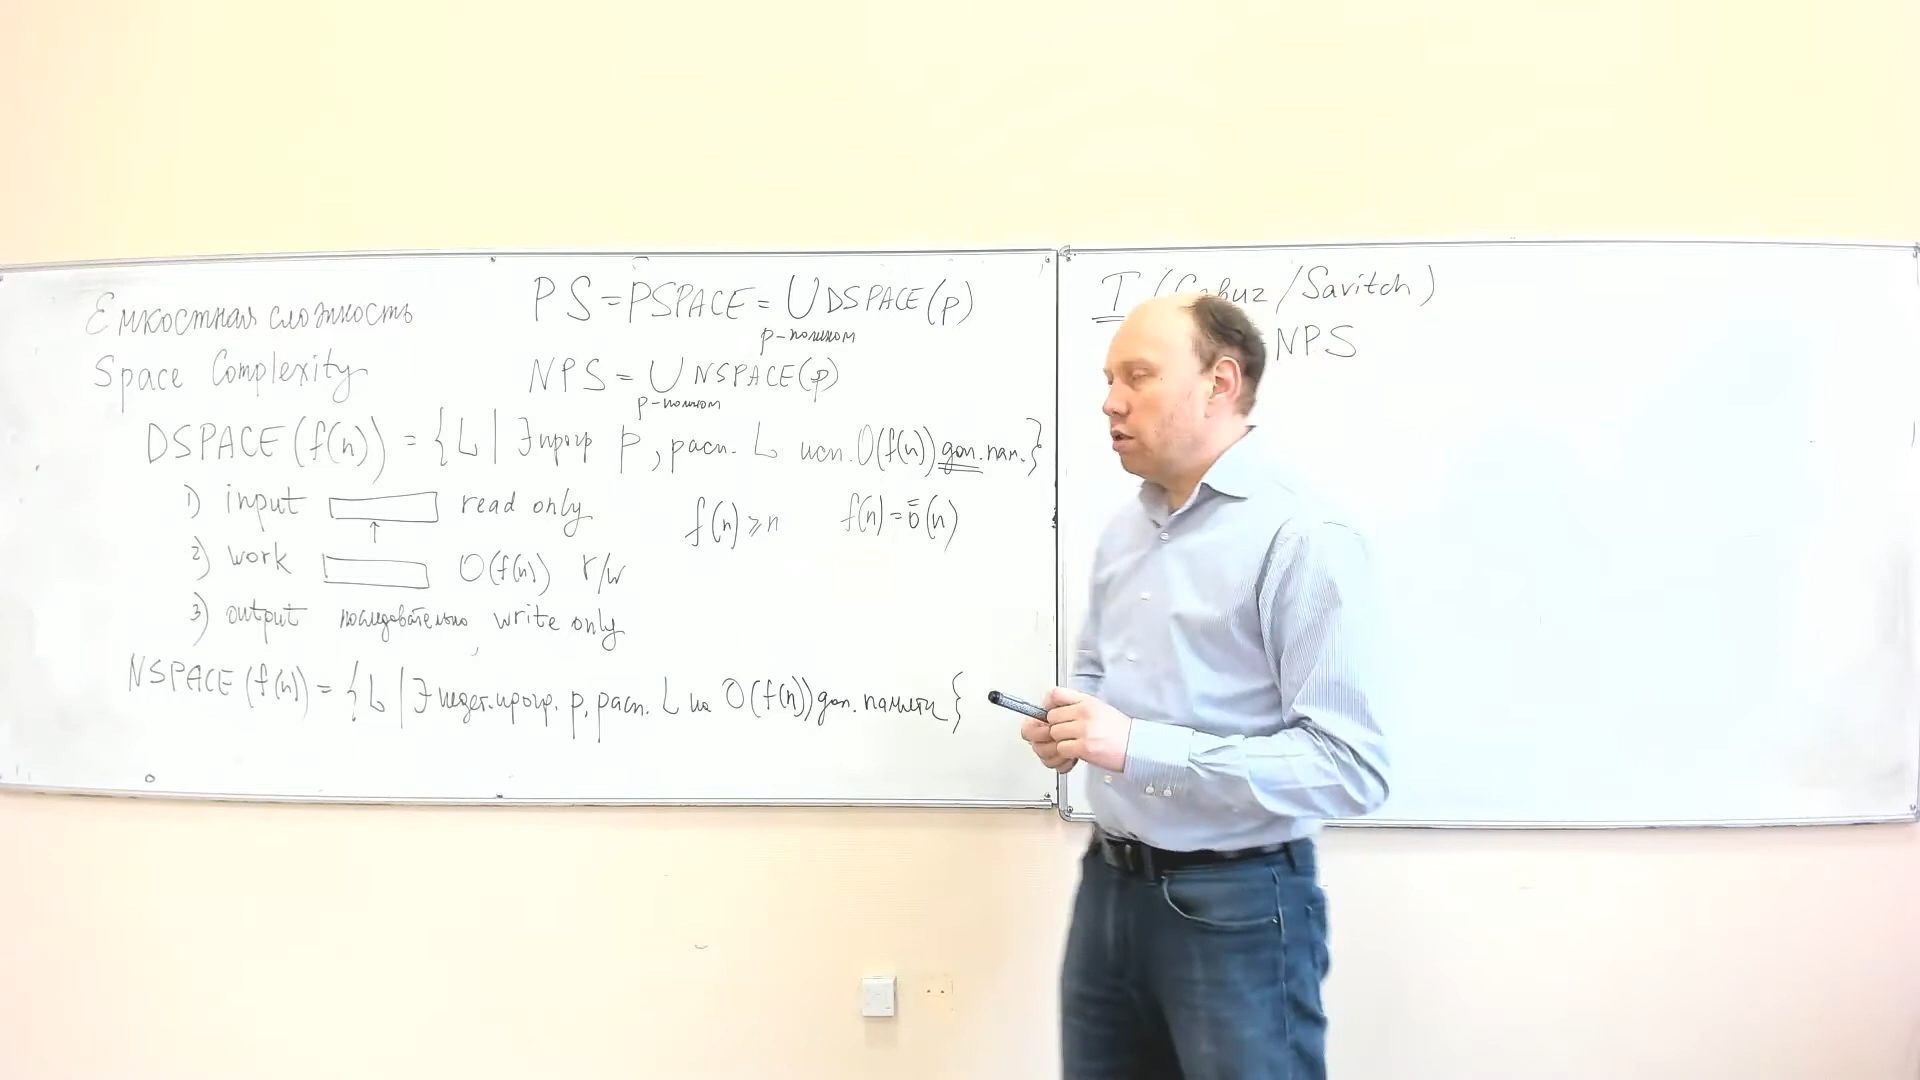 Емкостная сложность
Space Complexity
PS = PSPACE = ∪ DSPACE(p)
p-полином
NPS = ∪ NSPACE(p)
p-полином
DSPACE(f(n)) = {L | ∃ прогр p, расп. L исп. O(f(n)) доп. пам.}
1) input read only
f(n) ≥ n f(n) = ō(n)
2) work O(f(n)) r/w
3) output последовательно write only
NSPACE(f(n)) = {L | ∃ недет. прогр. p, расп. L на O(f(n)) доп. памяти}
T ( /Savitch)
NPS